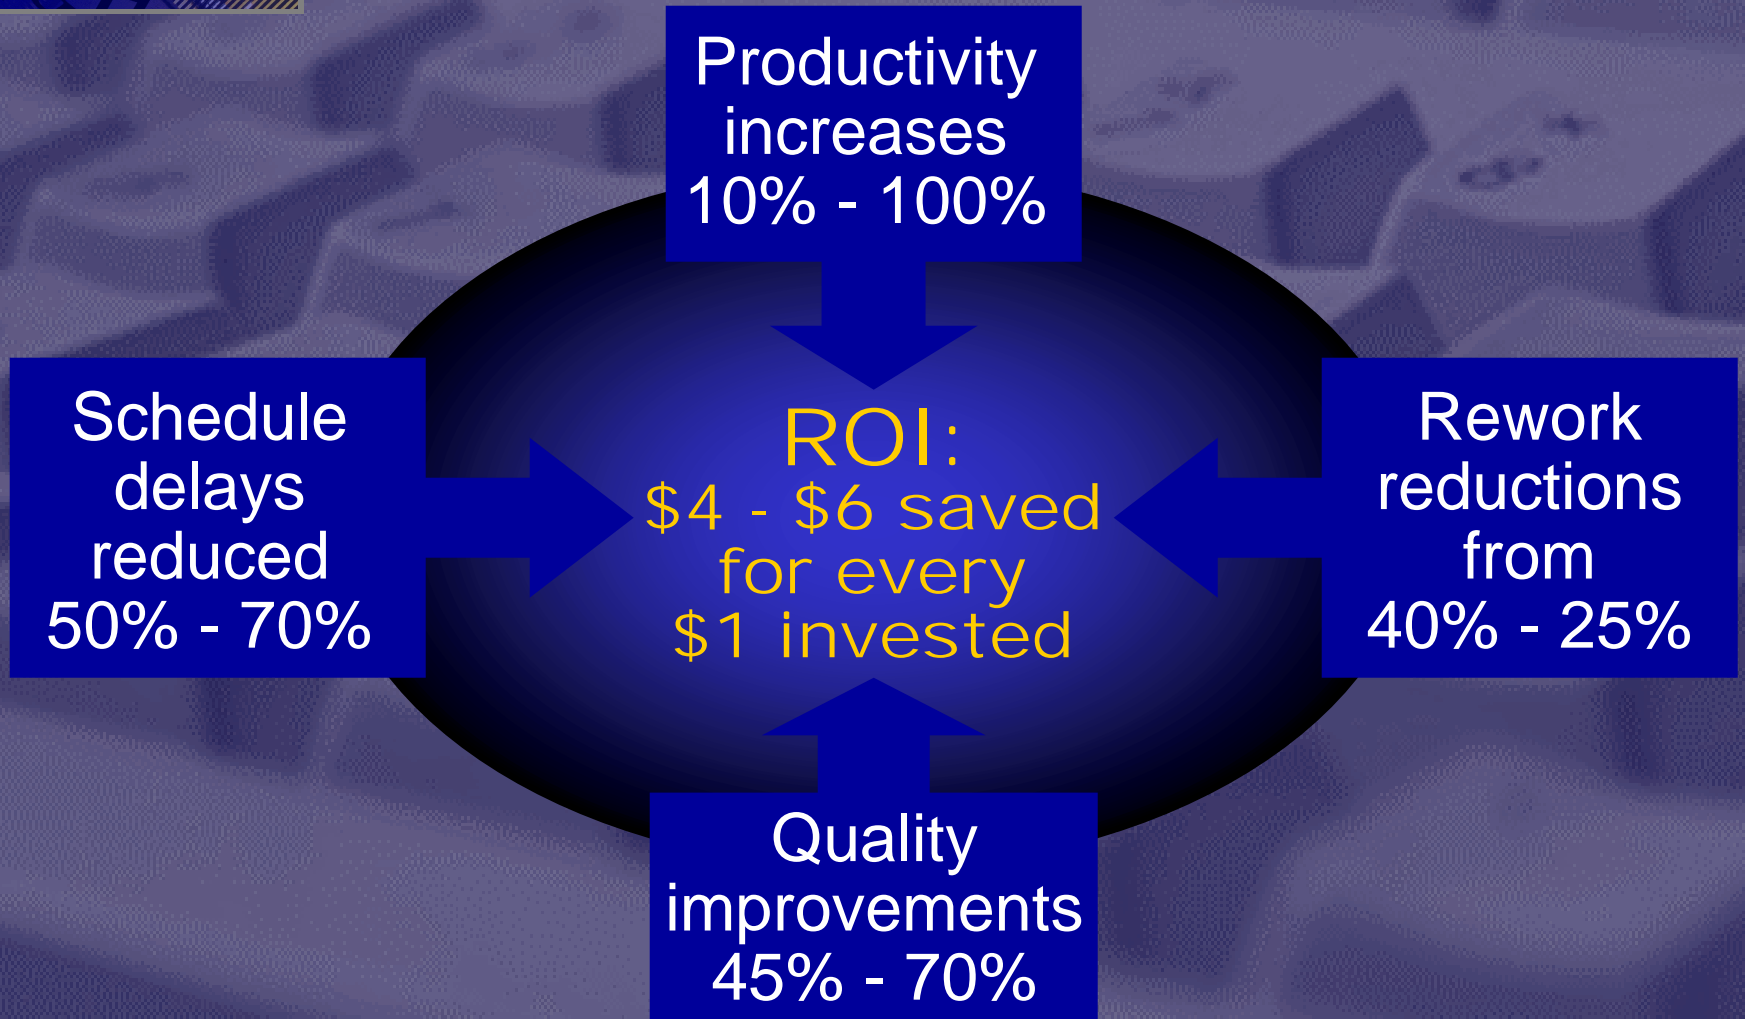 Productivity
increases
10% - 100%
Schedule
delays
reduced
50% - 70%
ROI:
$4 - $6 saved
for every
$1 invested
Rework
reductions
from
40% - 25%
Quality
improvements
45% - 70%